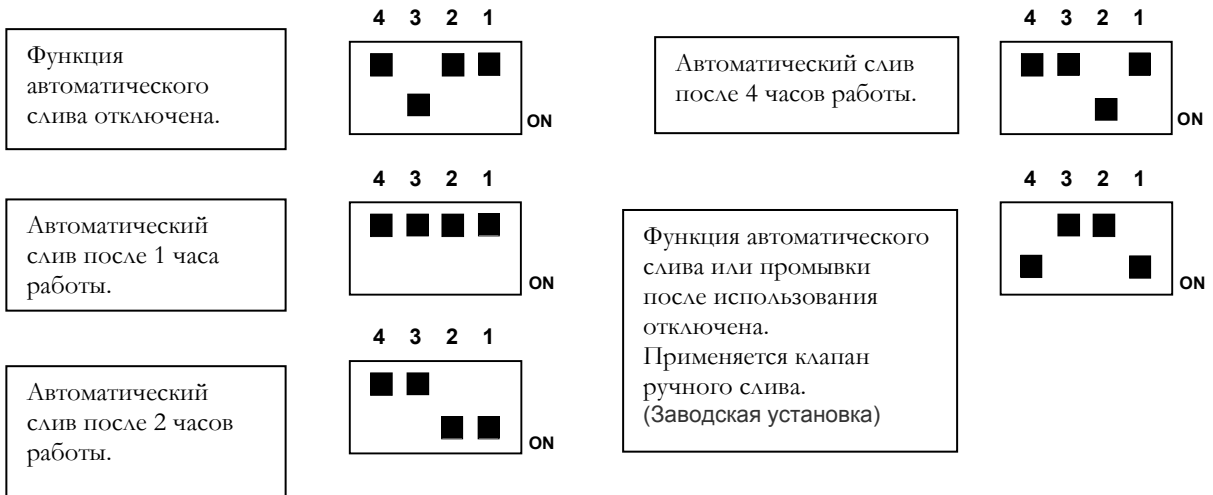 4 3 2 1
Функция
автоматического
слива отключена.
ON
4 3 2 1
Автоматический
слив после 1 часа
работы.
ON
4 3 2 1
Автоматический
слив после 2 часов
работы.
ON
4 3 2 1
Автоматический слив
после 4 часов работы.
ON
4 3 2 1
Функция автоматического
слива или промывки
после использования
отключена.
Применяется клапан
ручного слива.
(Заводская установка)
ON